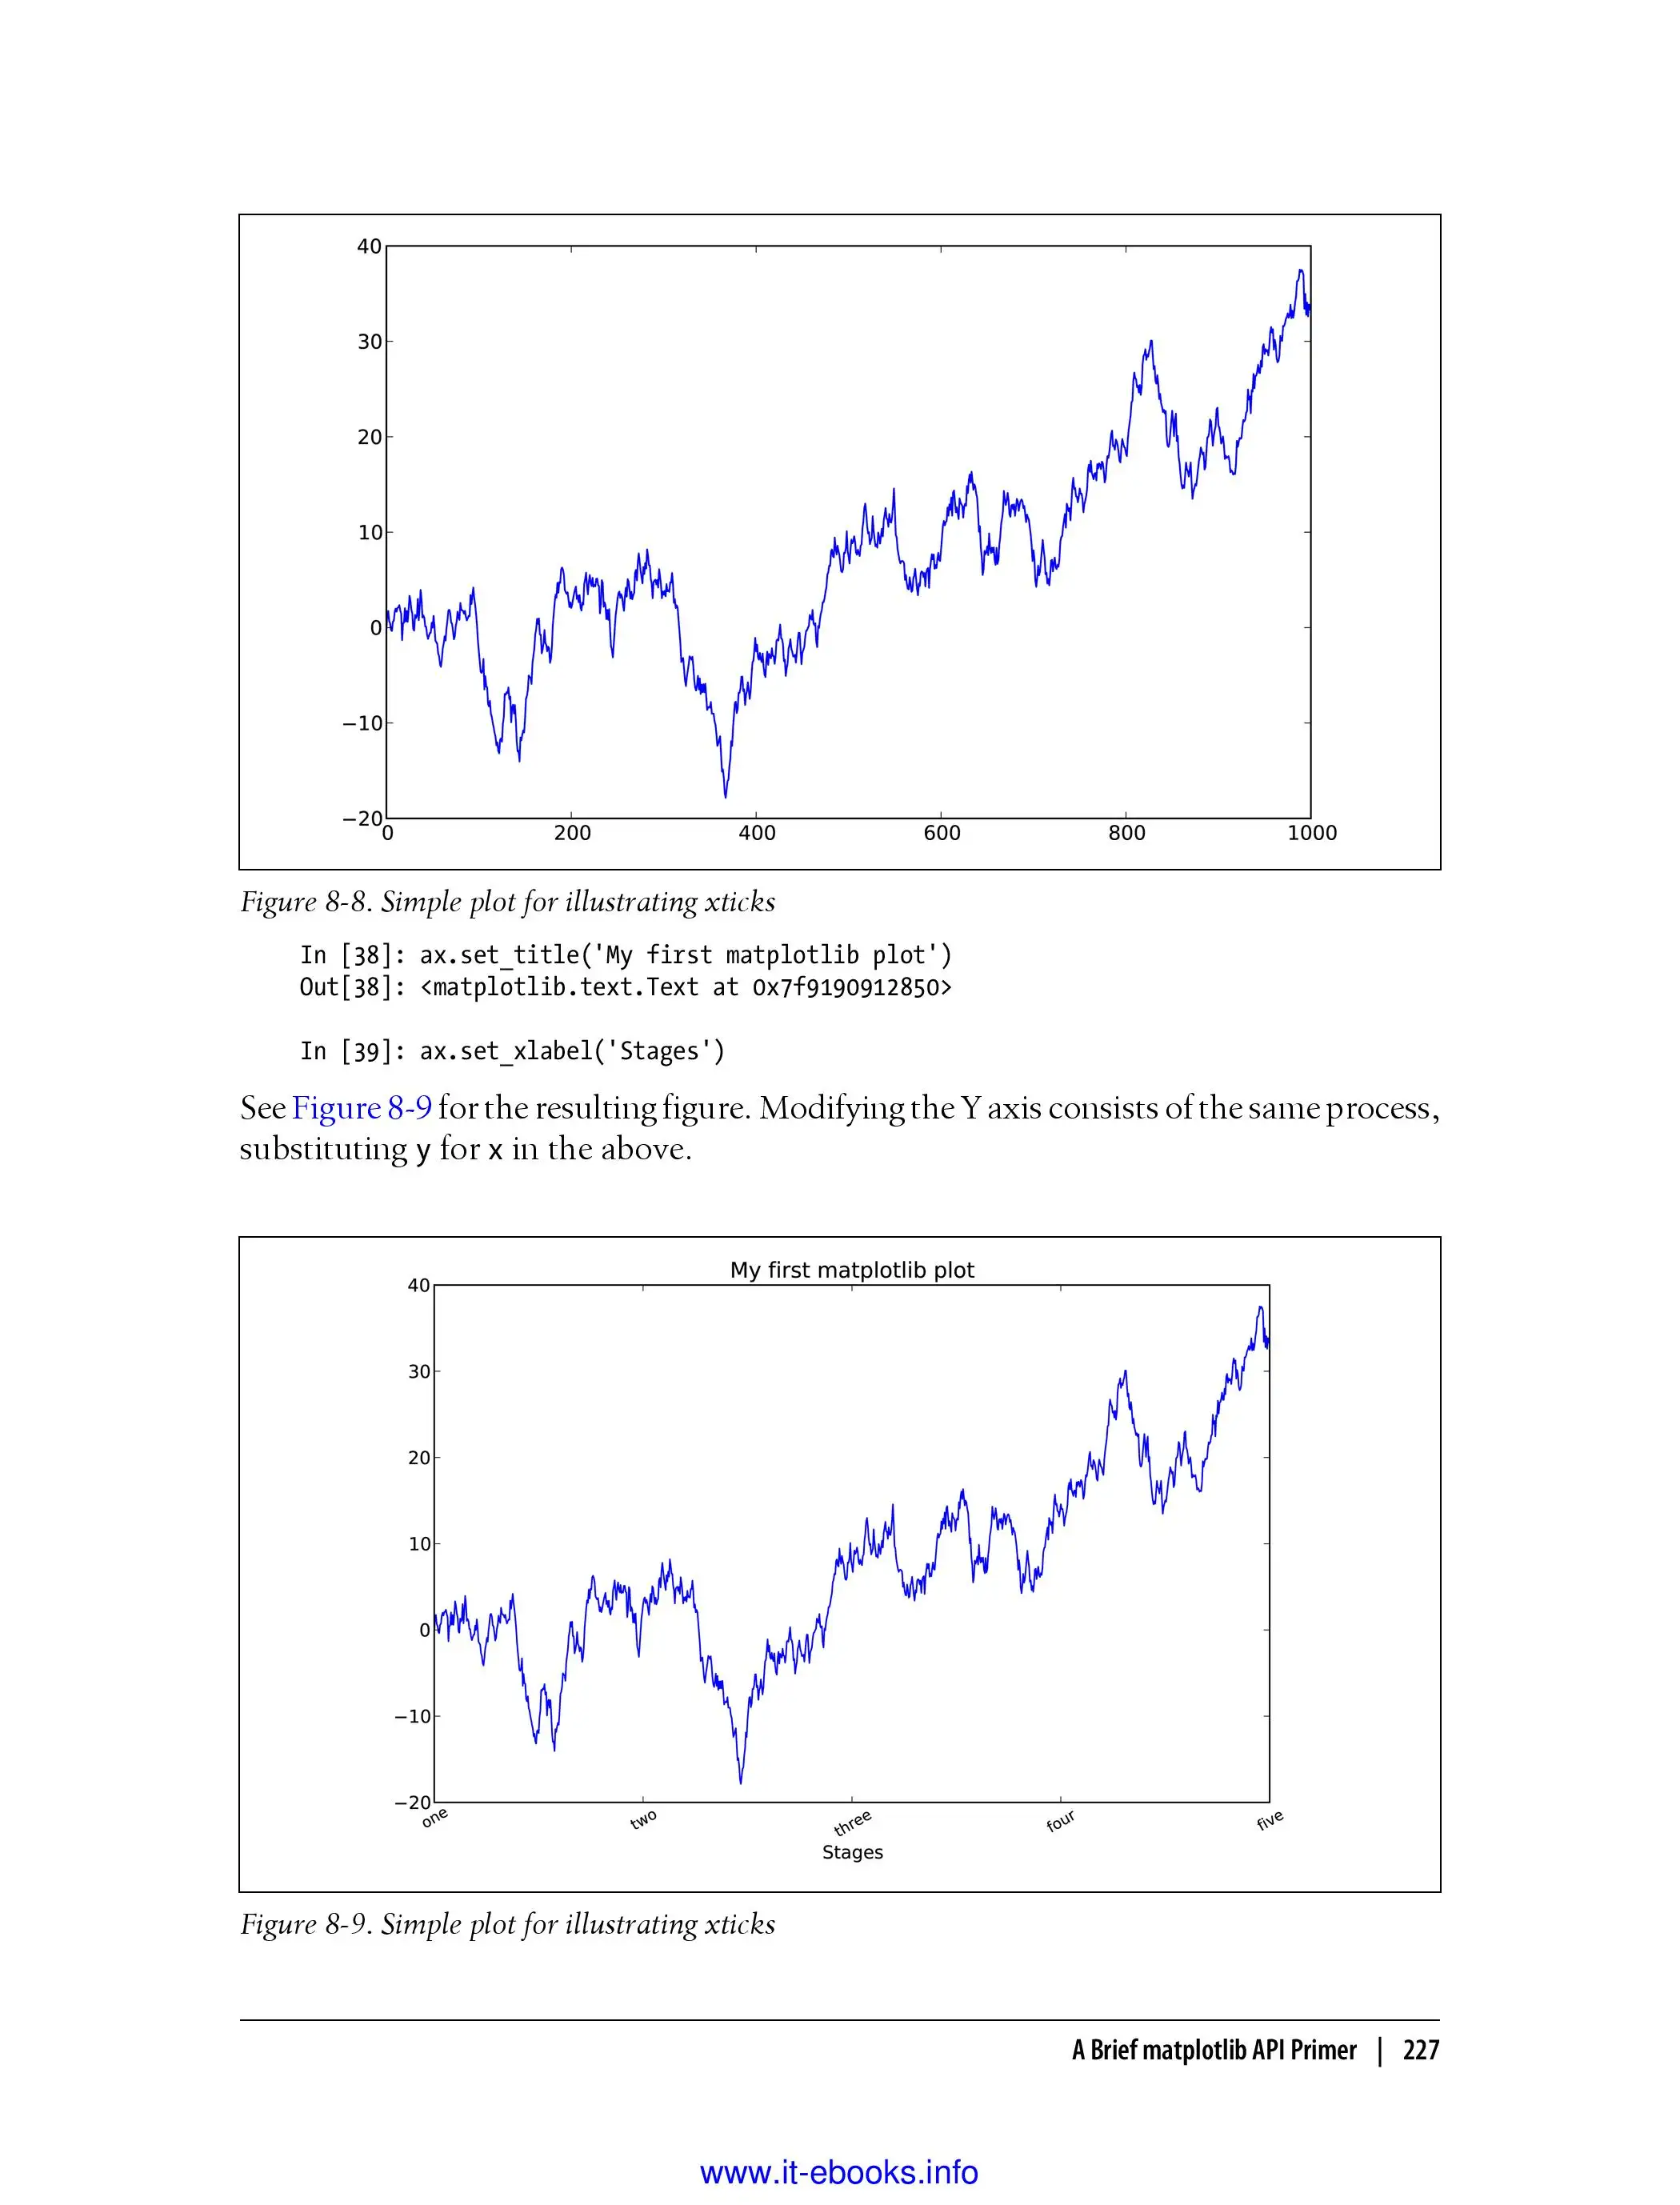 40
30
20
10
0
−10
−20
0 200 400 600 800 1000
Figure 8-8. Simple plot for illustrating xticks
In [38]: ax.set_title('My first matplotlib plot')
Out[38]: <matplotlib.text.Text at 0x7f9190912850>
In [39]: ax.set_xlabel('Stages')
See Figure 8-9 for the resulting figure. Modifying the Y axis consists of the same process,
substituting y for x in the above.
My first matplotlib plot
40
30
20
10
0
−10
−20
one two three four five
Stages
Figure 8-9. Simple plot for illustrating xticks
A Brief matplotlib API Primer | 227
www.it-ebooks.info